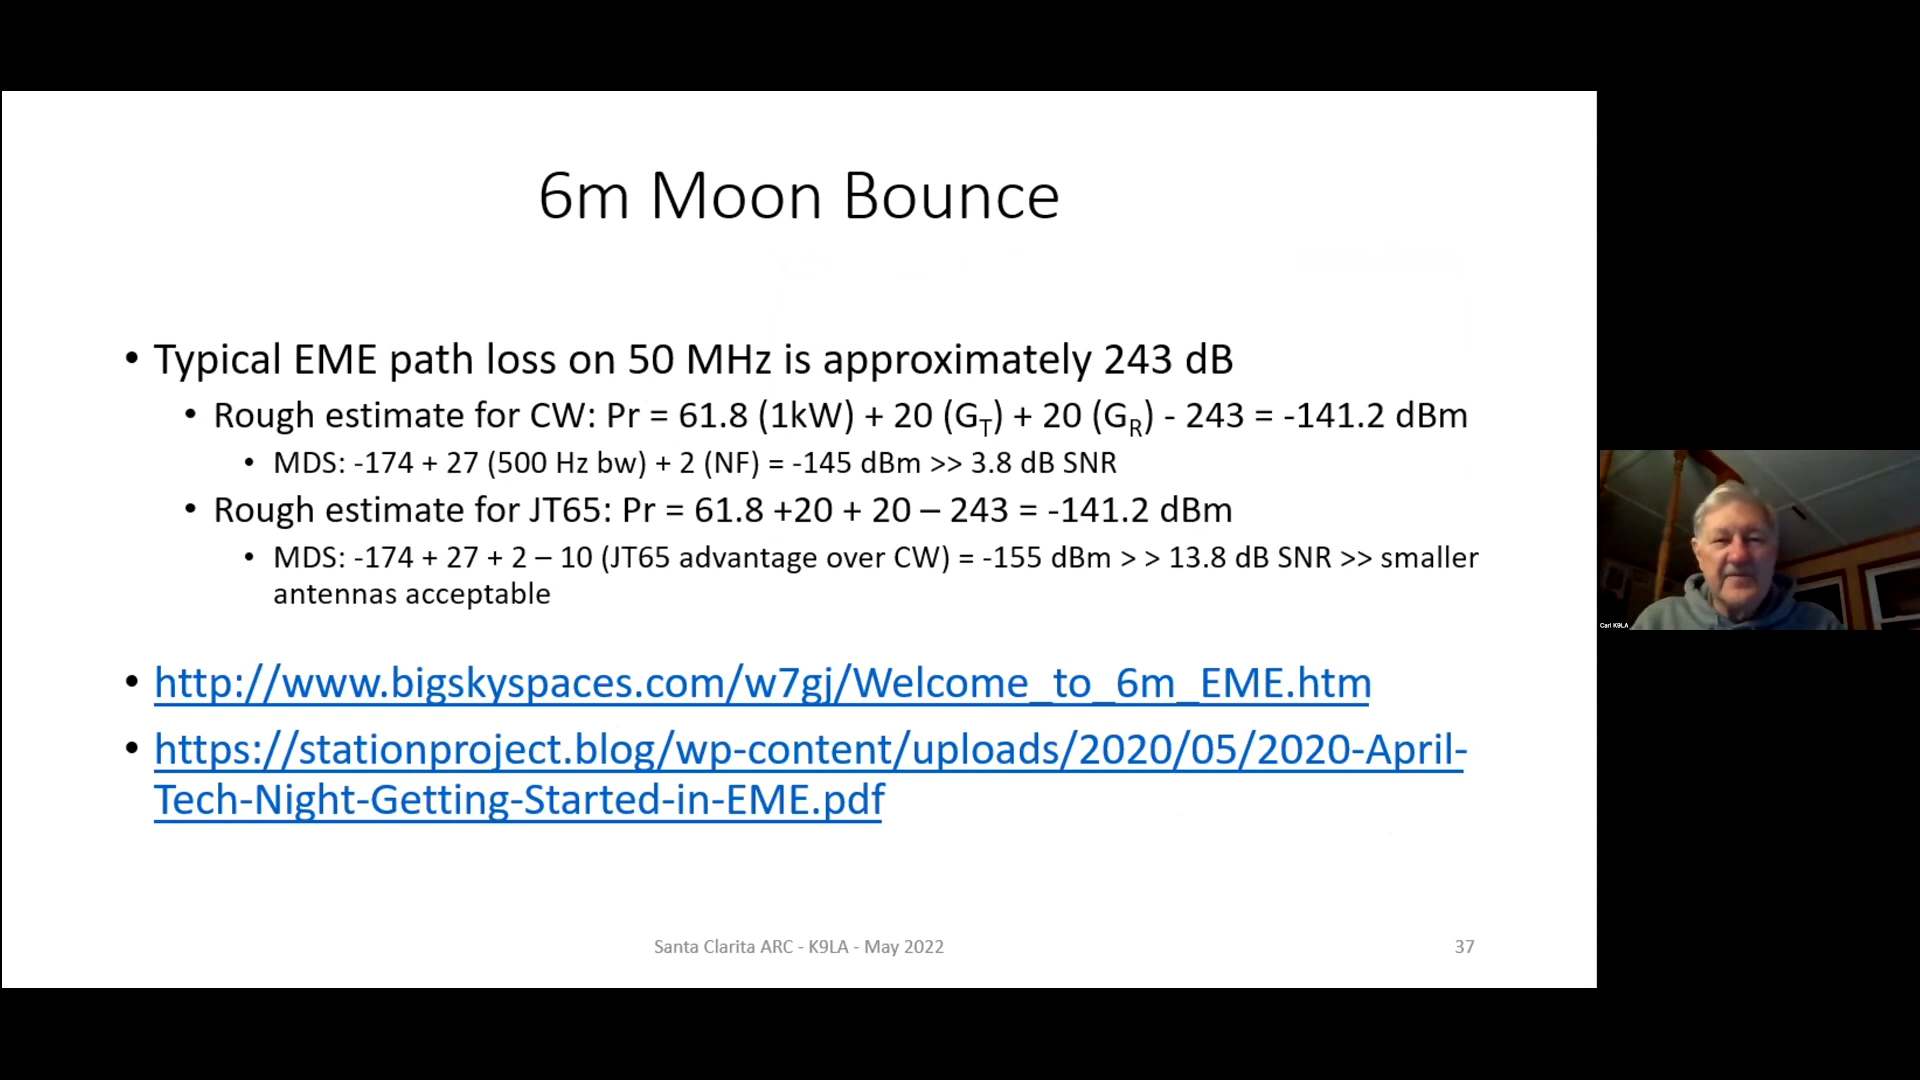 6m Moon Bounce
• Typical EME path loss on 50 MHz is approximately 243 dB
• Rough estimate for CW: Pr = 61.8 (1kW) + 20 (GT) + 20 (GR) - 243 = -141.2 dBm
• MDS: -174 + 27 (500 Hz bw) + 2 (NF) = -145 dBm >> 3.8 dB SNR
• Rough estimate for JT65: Pr = 61.8 +20 + 20 – 243 = -141.2 dBm
• MDS: -174 + 27 + 2 – 10 (JT65 advantage over CW) = -155 dBm > > 13.8 dB SNR >> smaller
antennas acceptable
• http://www.bigskyspaces.com/w7gj/Welcome_to_6m_EME.htm
• https://stationproject.blog/wp-content/uploads/2020/05/2020-April-
Tech-Night-Getting-Started-in-EME.pdf
Santa Clarita ARC - K9LA - May 2022
37
Carl K9LA